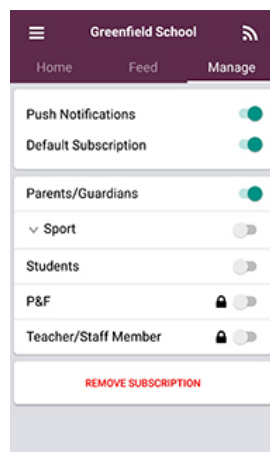 Greenfield School
Home Feed Manage
Push Notifications
Default Subscription
Parents/Guardians
Sport
Students
P&F
Teacher/Staff Member
REMOVE SUBSCRIPTION